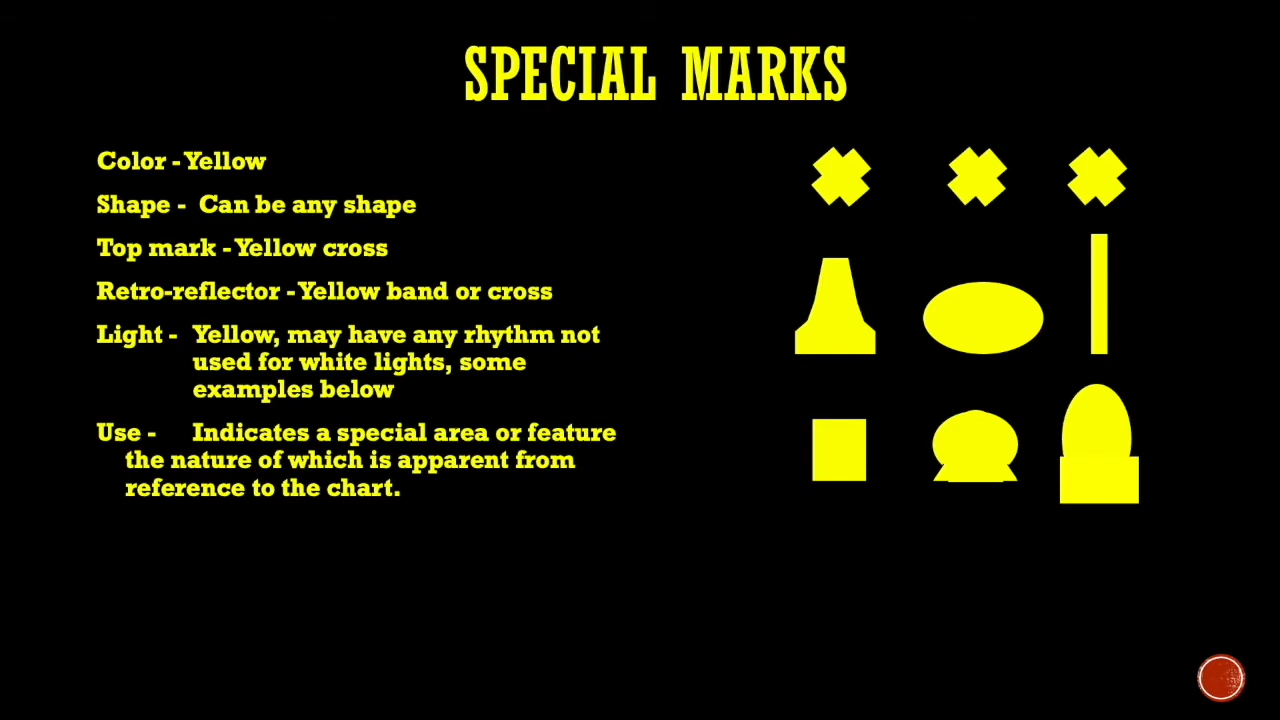 SPECIAL MARKS
Color - Yellow
Shape - Can be any shape
Top mark - Yellow cross
Retro-reflector - Yellow band or cross
Light - Yellow, may have any rhythm not
used for white lights, some
examples below
Use - Indicates a special area or feature
the nature of which is apparent from
reference to the chart.